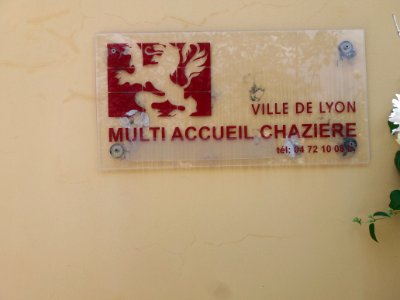 VILLE DE LYON
MULTI ACCUEIL CHAZIERE
tél: 04 72 10 08